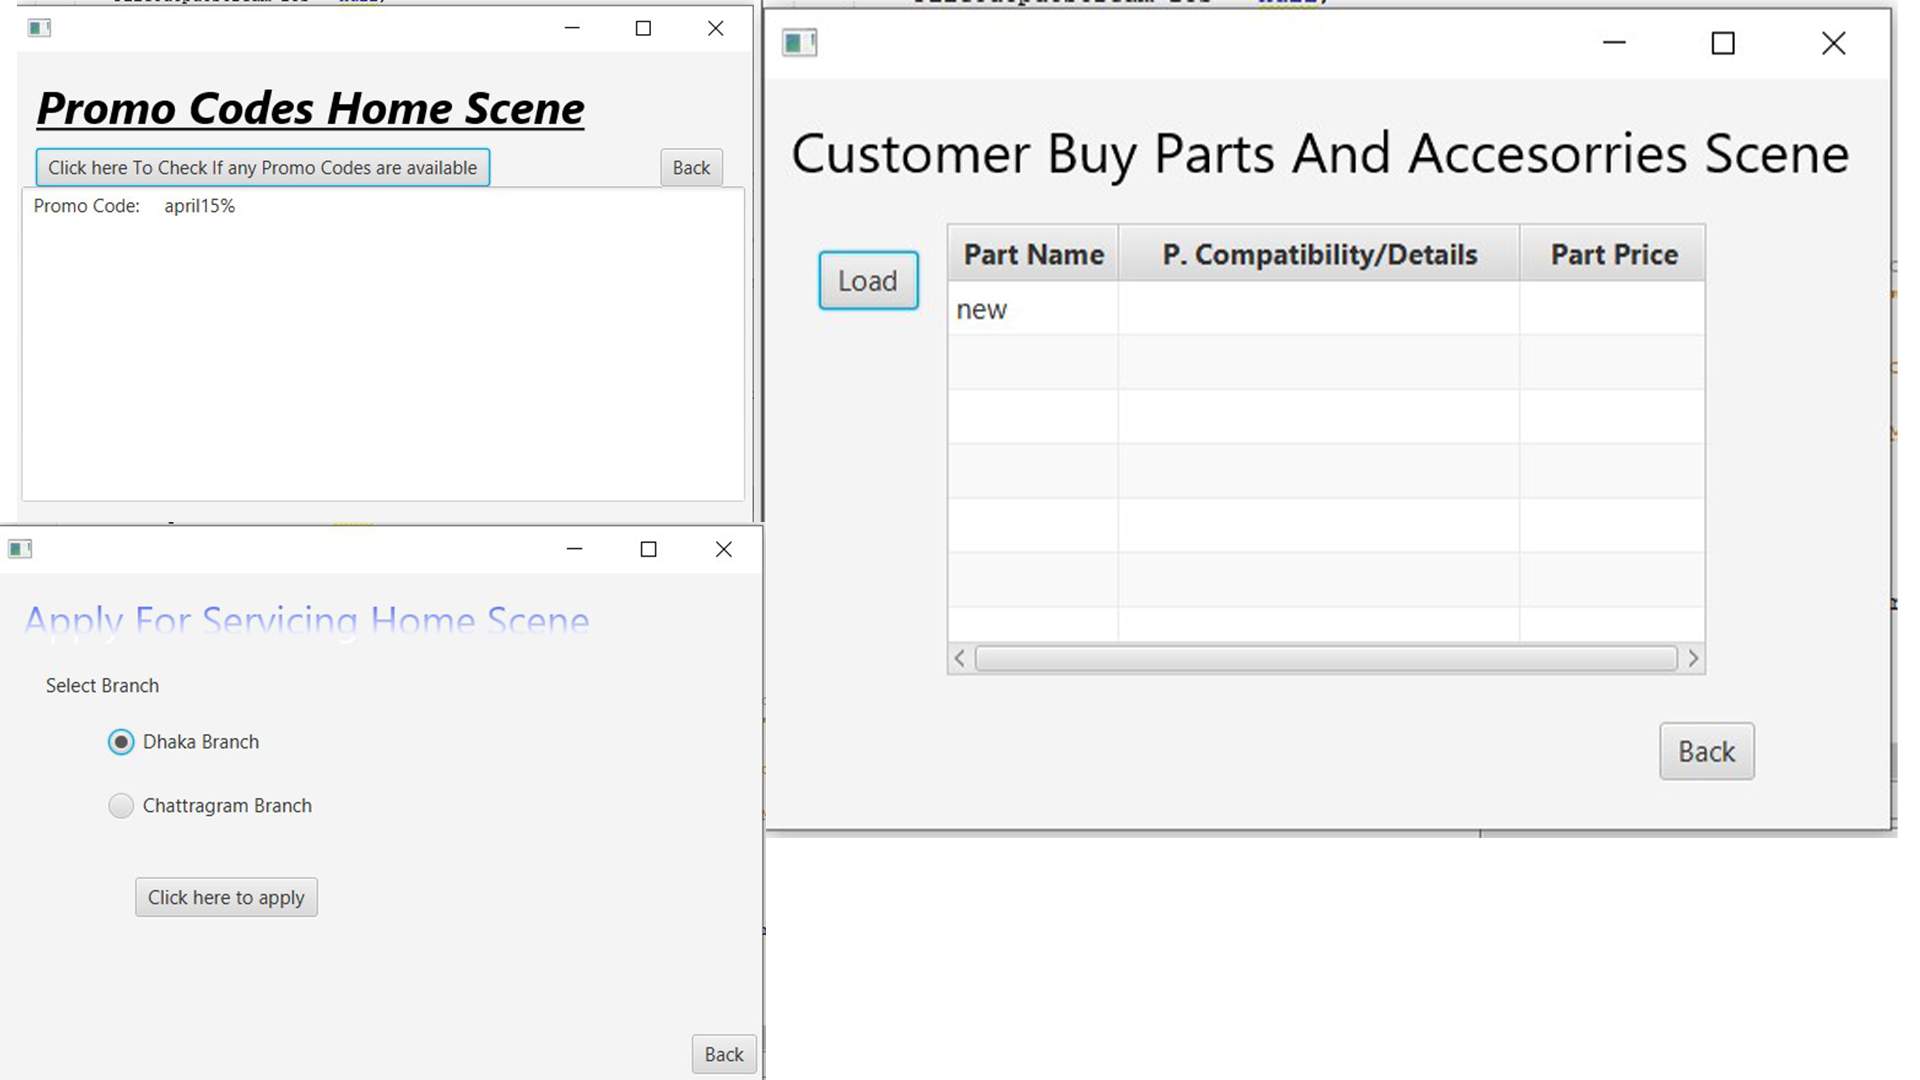 Promo Codes Home Scene
Click here To Check If any Promo Codes are available Back
Promo Code: april15%
Apply For Servicing Home Scene
Select Branch
Dhaka Branch
Chattragram Branch
Click here to apply
Back
Customer Buy Parts And Accesorries Scene
Load
Part Name P. Compatibility/Details Part Price
new
Back